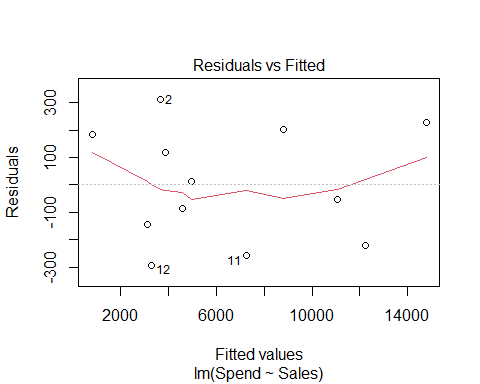 Residuals vs Fitted
Residuals
300
100
-100
-300
2
12
11
2000
6000
10000
14000
Fitted values
lm(Spend ~ Sales)